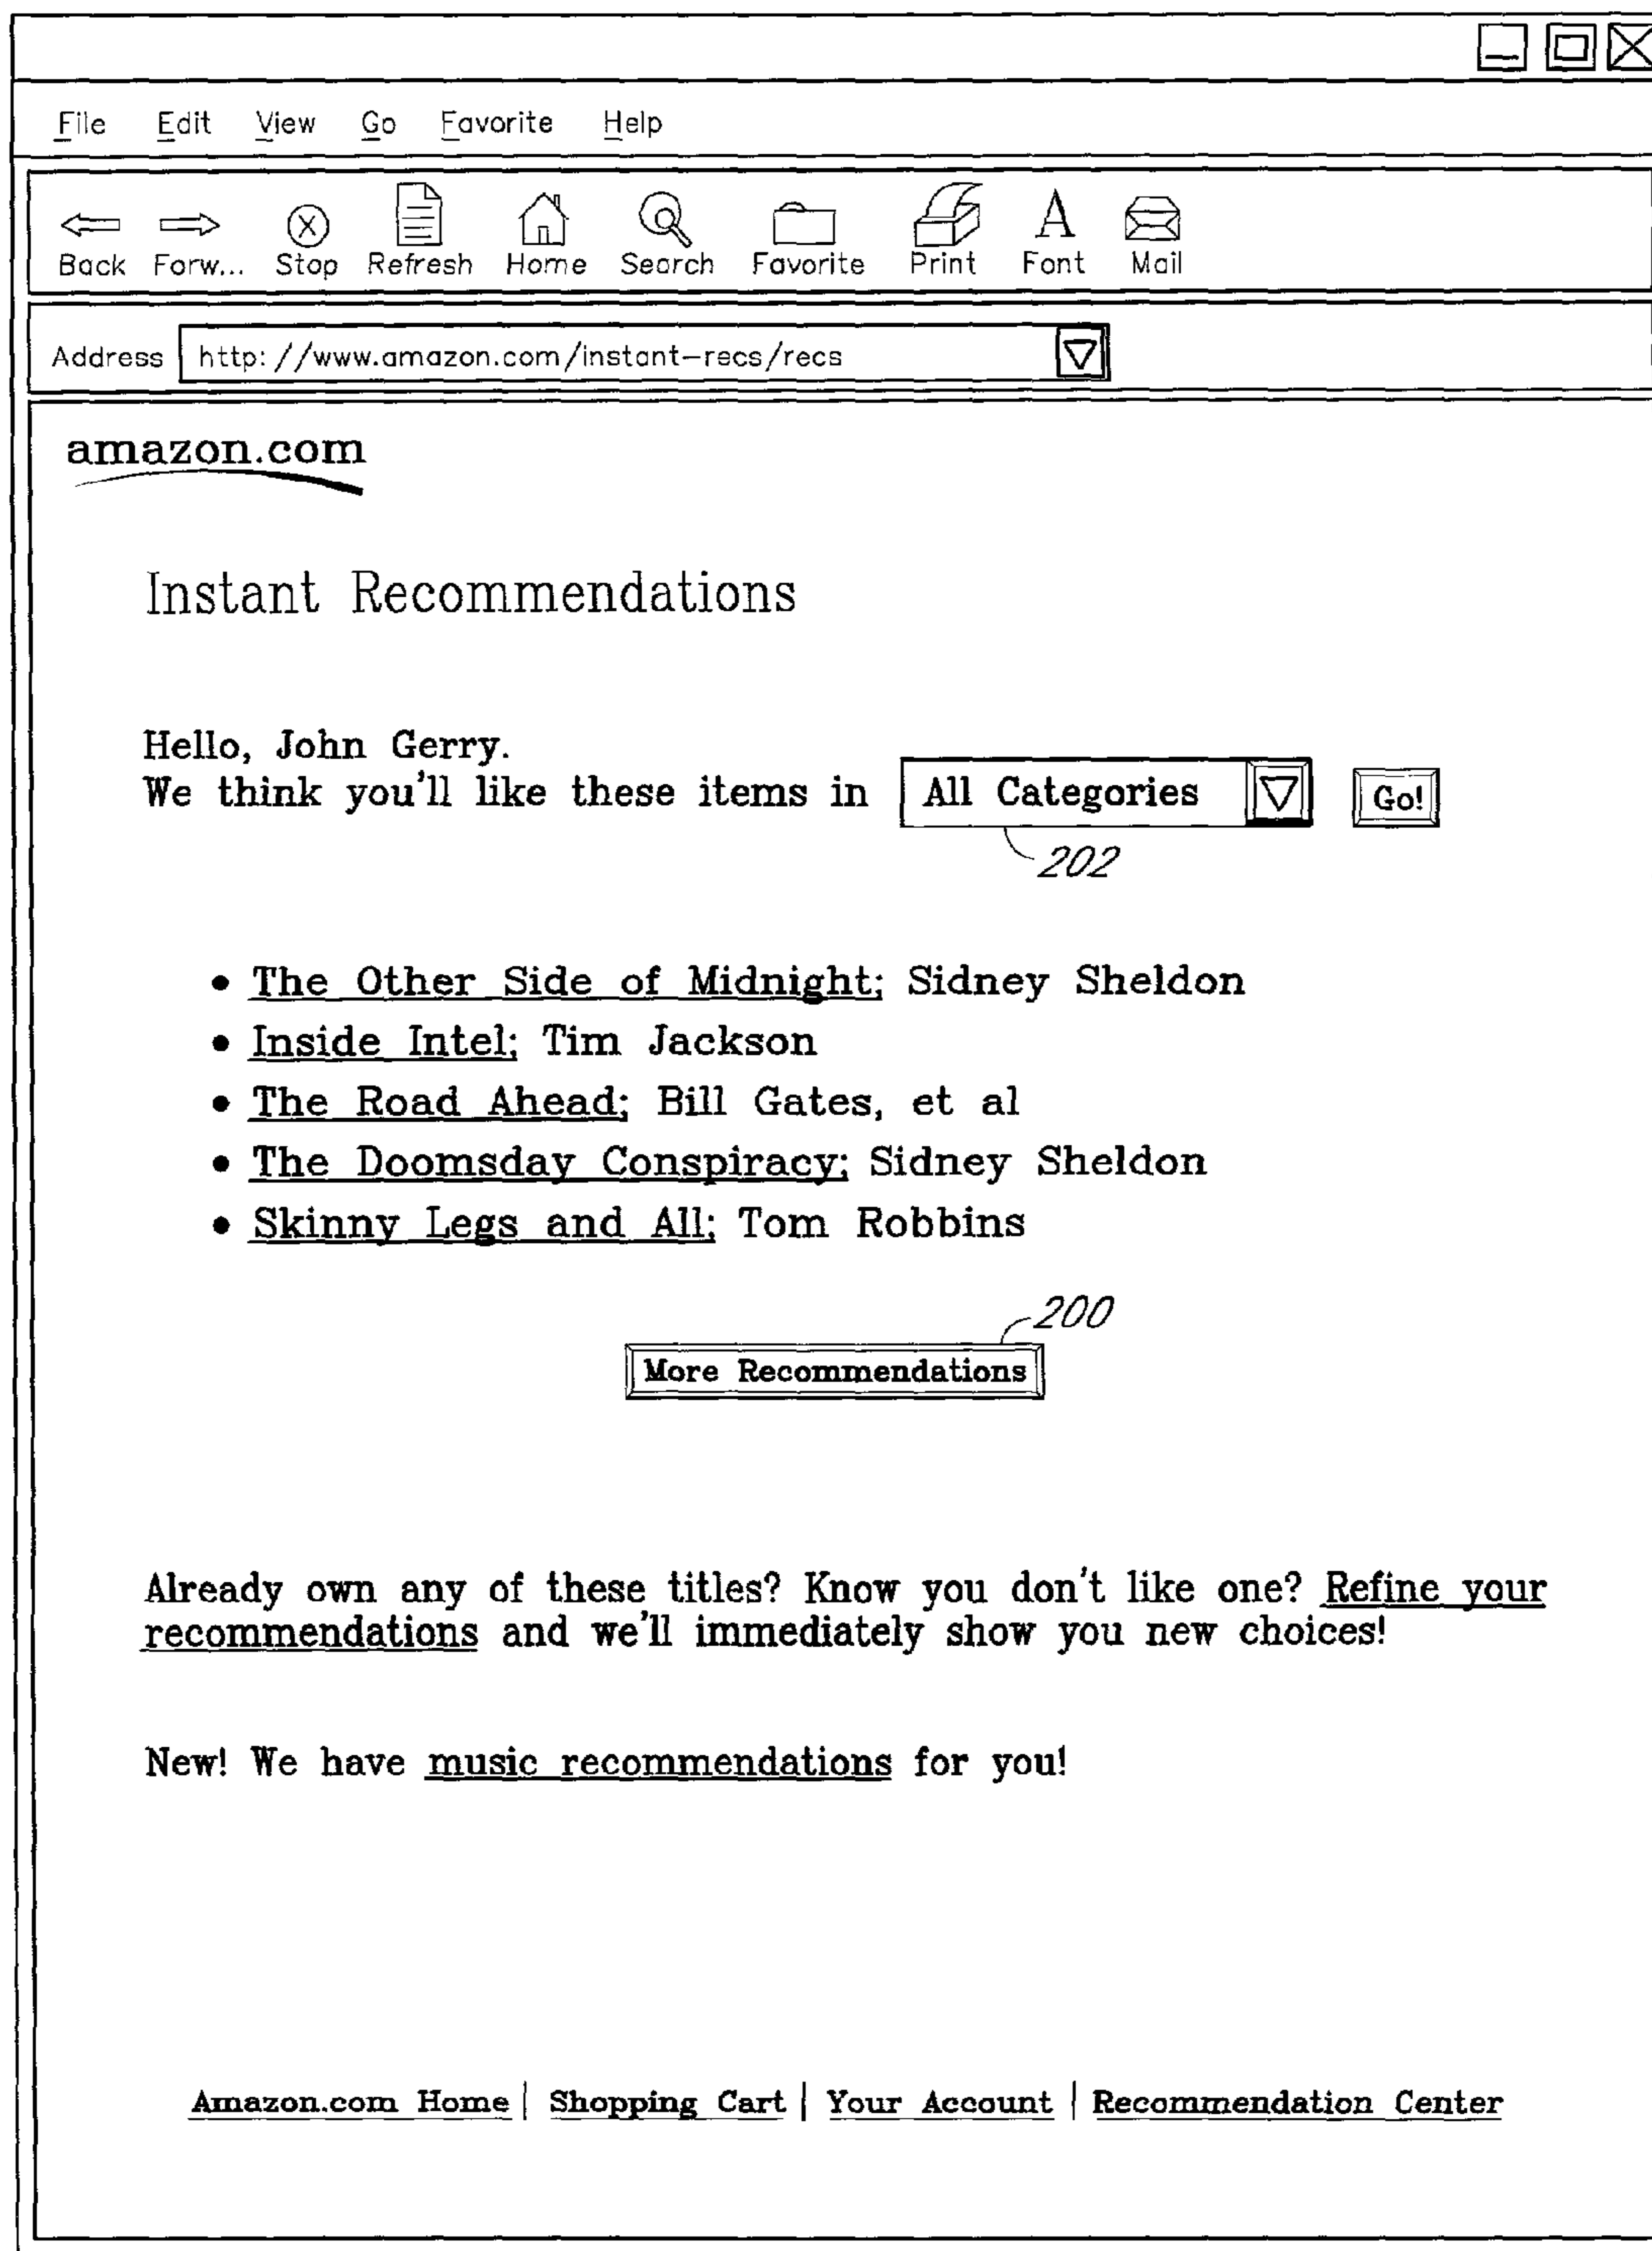 File Edit View Go Favorite Help
Back Forw... Stop Refresh Home Search Favorite Print Font Mail
Address http://www.amazon.com/instant-recs/recs
amazon.com
Instant Recommendations
Hello, John Gerry.
We think you'll like these items in All Categories Go!
202
• The Other Side of Midnight; Sidney Sheldon
• Inside Intel; Tim Jackson
• The Road Ahead; Bill Gates, et al
• The Doomsday Conspiracy; Sidney Sheldon
• Skinny Legs and All; Tom Robbins
200
More Recommendations
Already own any of these titles? Know you don't like one? Refine your
recommendations and we'll immediately show you new choices!
New! We have music recommendations for you!
Amazon.com Home | Shopping Cart | Your Account | Recommendation Center